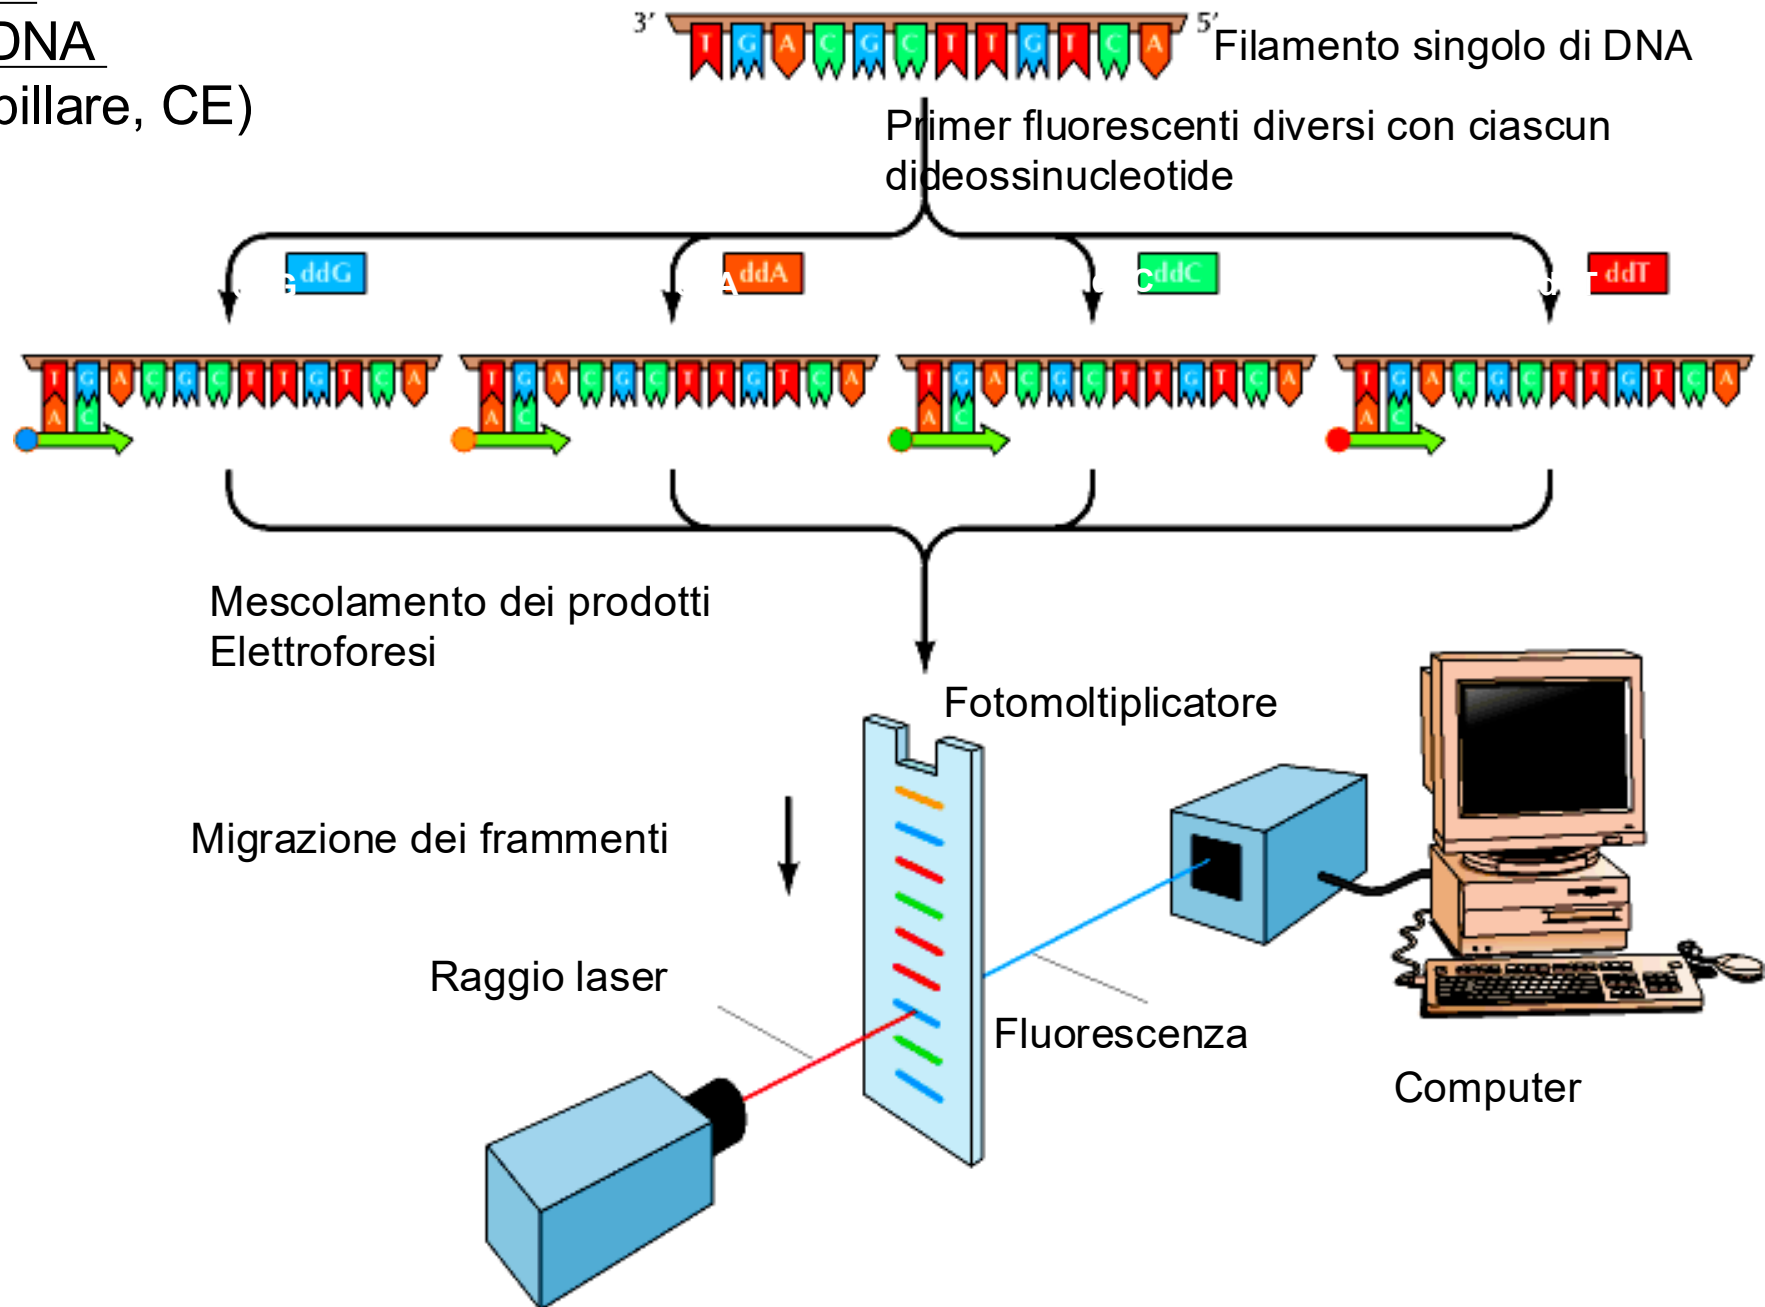 DNA
pillare, CE)
3’ T G A C G C T T G T C A 5’
Filamento singolo di DNA
Primer fluorescenti diversi con ciascun
dideossinucleotide
G ddG
A ddA
C ddC
d T ddT
T G A C G C T T G T C A
A C
T G A C G C T T G T C A
A C
T G A C G C T T G T C A
A C
T G A C G C T T G T C A
A C
Mescolamento dei prodotti
Elettroforesi
Fotomoltiplicatore
Migrazione dei frammenti
Raggio laser
Fluorescenza
Computer